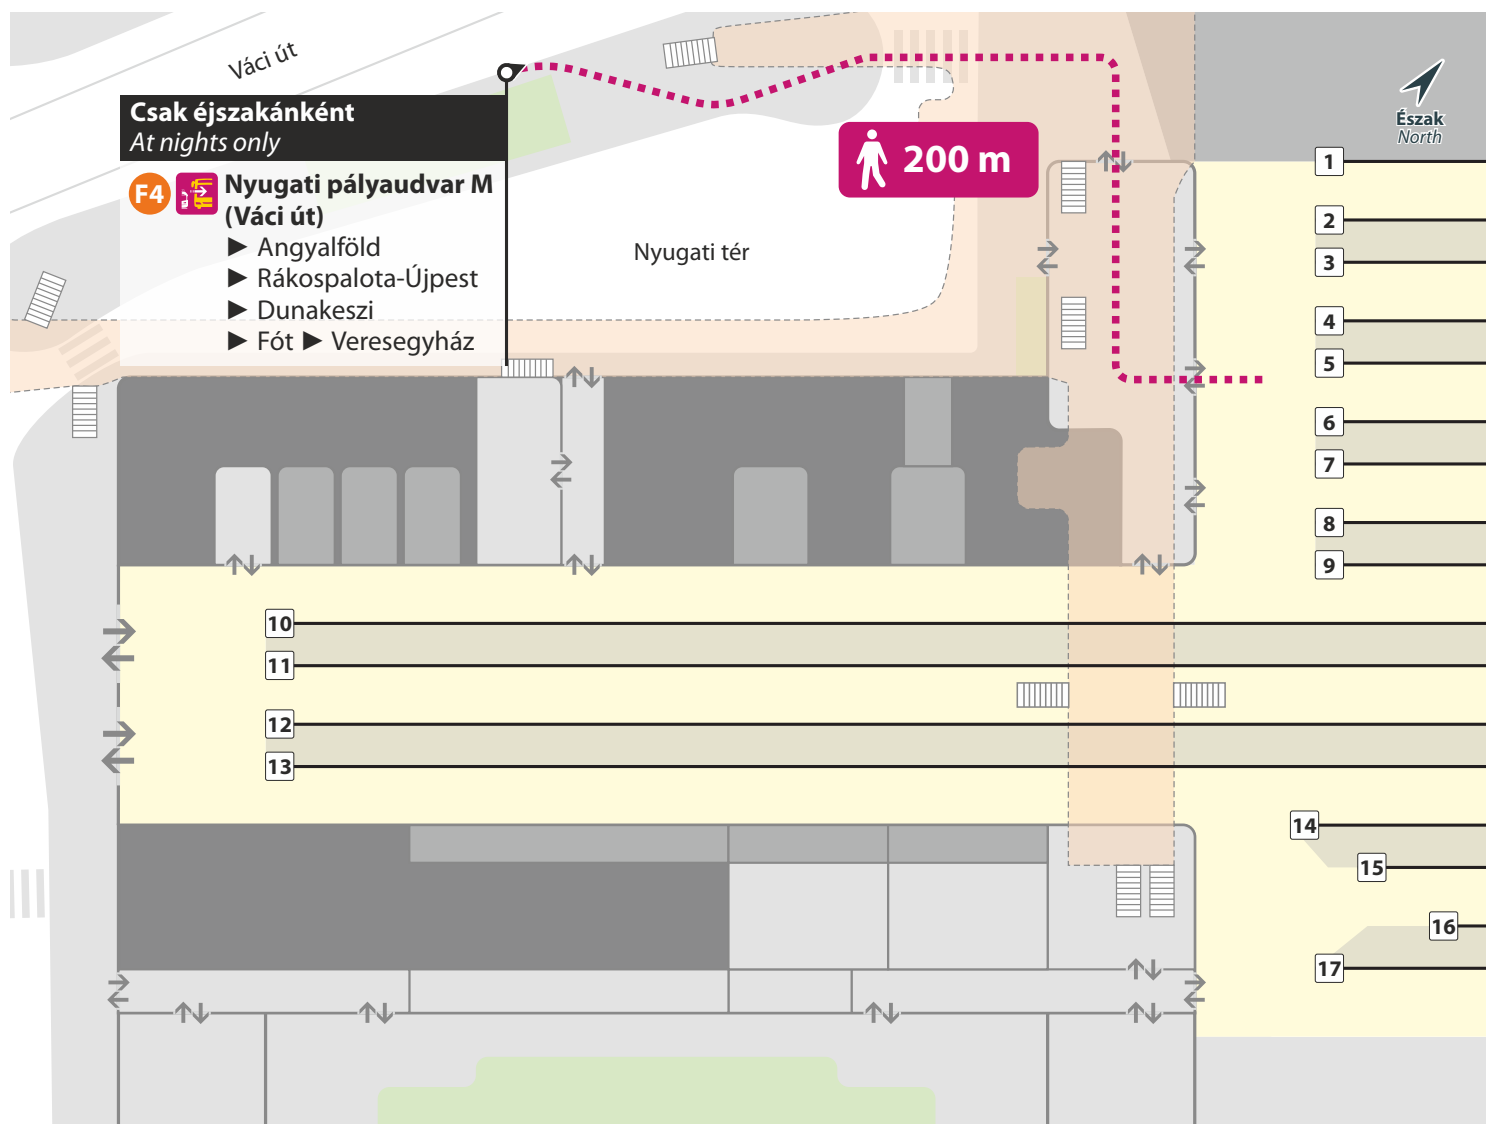 Váci út
Csak éjszakánként
At nights only
F4 Nyugati pályaudvar M
(Váci út)
► Angyalföld
► Rákospalota-Újpest
► Dunakeszi
► Fót ► Veresegyház
200 m
Nyugati tér
Észak
North
1
2
3
4
5
6
7
8
9
10
11
12
13
14
15
16
17